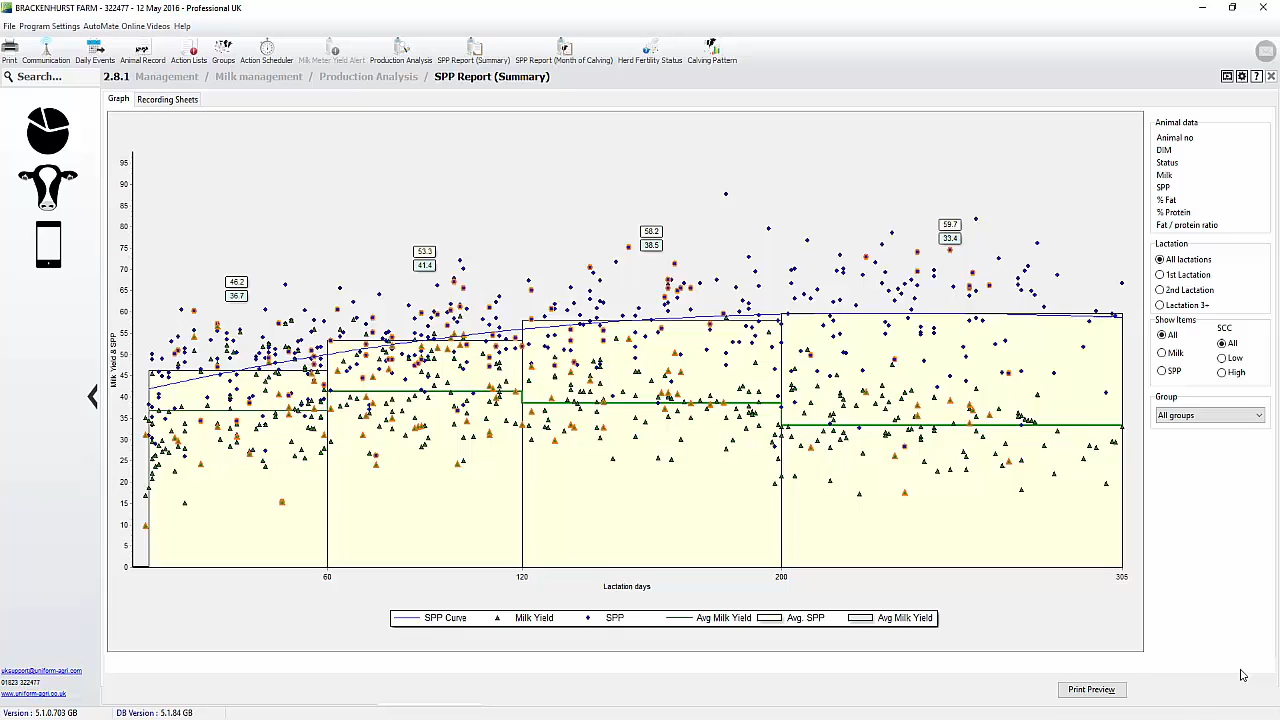 BRACKENHURST FARM - 322477 - 12 May 2016 - Professional UK
File Program Settings AutoMate Online Videos Help
Print Communication Daily Events Animal Record Action Lists Groups Action Scheduler Milk Meter Yield Alert Production Analysis SPP Report (Summary) SPP Report (Month of Calving) Herd Fertility Status Calving Pattern
Search... 2.8.1 Management / Milk management / Production Analysis / SPP Report (Summary)
Graph Recording Sheets
95
90
85
80
75
70
65
60
55
50
45
40
35
30
25
20
15
10
5
0
Milk Yield & SPP
46.2
36.7
53.3
41.4
58.2
38.5
59.7
33.4
60 120 200 305
Lactation days
SPP Curve Milk Yield SPP Avg Milk Yield Avg. SPP Avg Milk Yield
Animal data
Animal no
DIM
Status
Milk
SPP
% Fat
% Protein
Fat / protein ratio
Lactation
All lactations
1st Lactation
2nd Lactation
Lactation 3+
Show Items
All
Milk
SPP
SCC
All
Low
High
Group
All groups
Print Preview
uksupport@uniform-agri.com
01823 322477
www.uniform-agri.co.uk
Version : 5.1.0.703 GB DB Version : 5.1.84 GB